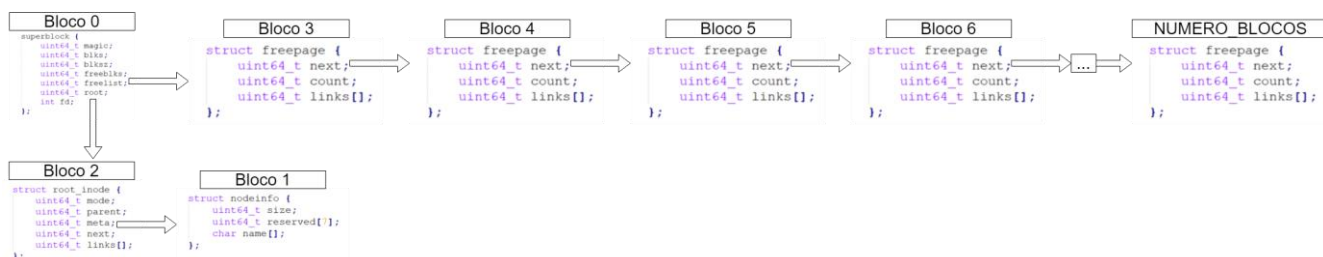 Bloco 0
superblock {
uint64_t magic;
uint64_t blks;
uint64_t blksz;
uint64_t freeblks;
uint64_t freelist;
uint64_t root;
int fd;
};
Bloco 3
struct freepage {
uint64_t next;
uint64_t count;
uint64_t links[];
};
Bloco 4
struct freepage {
uint64_t next;
uint64_t count;
uint64_t links[];
};
Bloco 5
struct freepage {
uint64_t next;
uint64_t count;
uint64_t links[];
};
Bloco 6
struct freepage {
uint64_t next;
uint64_t count;
uint64_t links[];
};
...
NUMERO_BLOCOS
struct freepage {
uint64_t next;
uint64_t count;
uint64_t links[];
};
Bloco 2
struct root_inode {
uint64_t mode;
uint64_t parent;
uint64_t meta;
uint64_t next;
uint64_t links[];
};
Bloco 1
struct nodeinfo {
uint64_t size;
uint64_t reserved[7];
char name[];
};